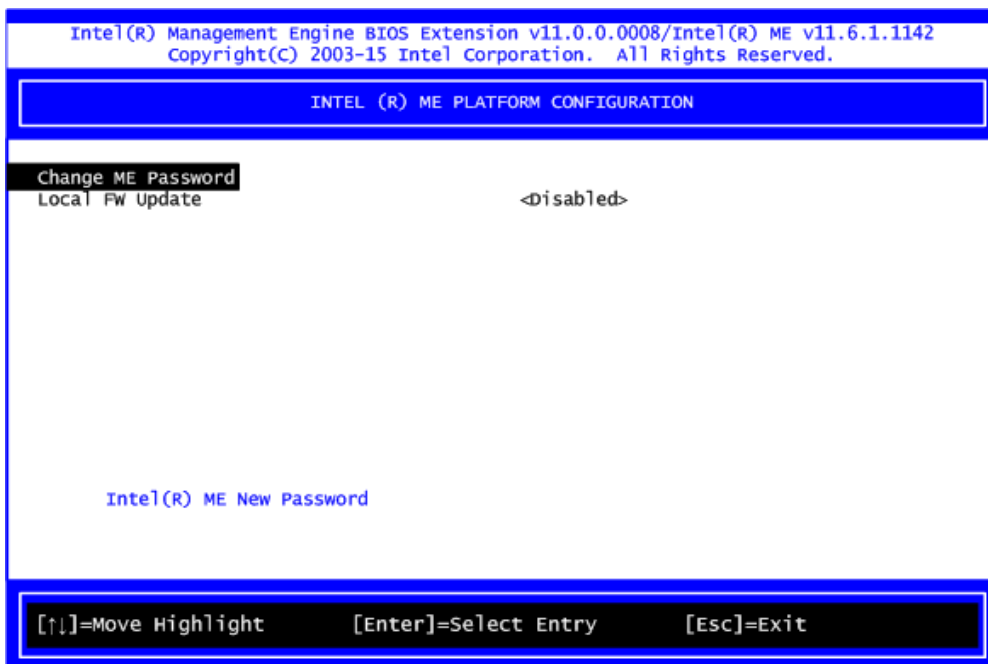 Intel(R) Management Engine BIOS Extension v11.0.0.0008/Intel(R) ME v11.6.1.1142
Copyright(C) 2003-15 Intel Corporation. All Rights Reserved.
INTEL (R) ME PLATFORM CONFIGURATION
Change ME Password
Local FW Update <Disabled>
Intel(R) ME New Password
[↑↓]=Move Highlight [Enter]=Select Entry [Esc]=Exit